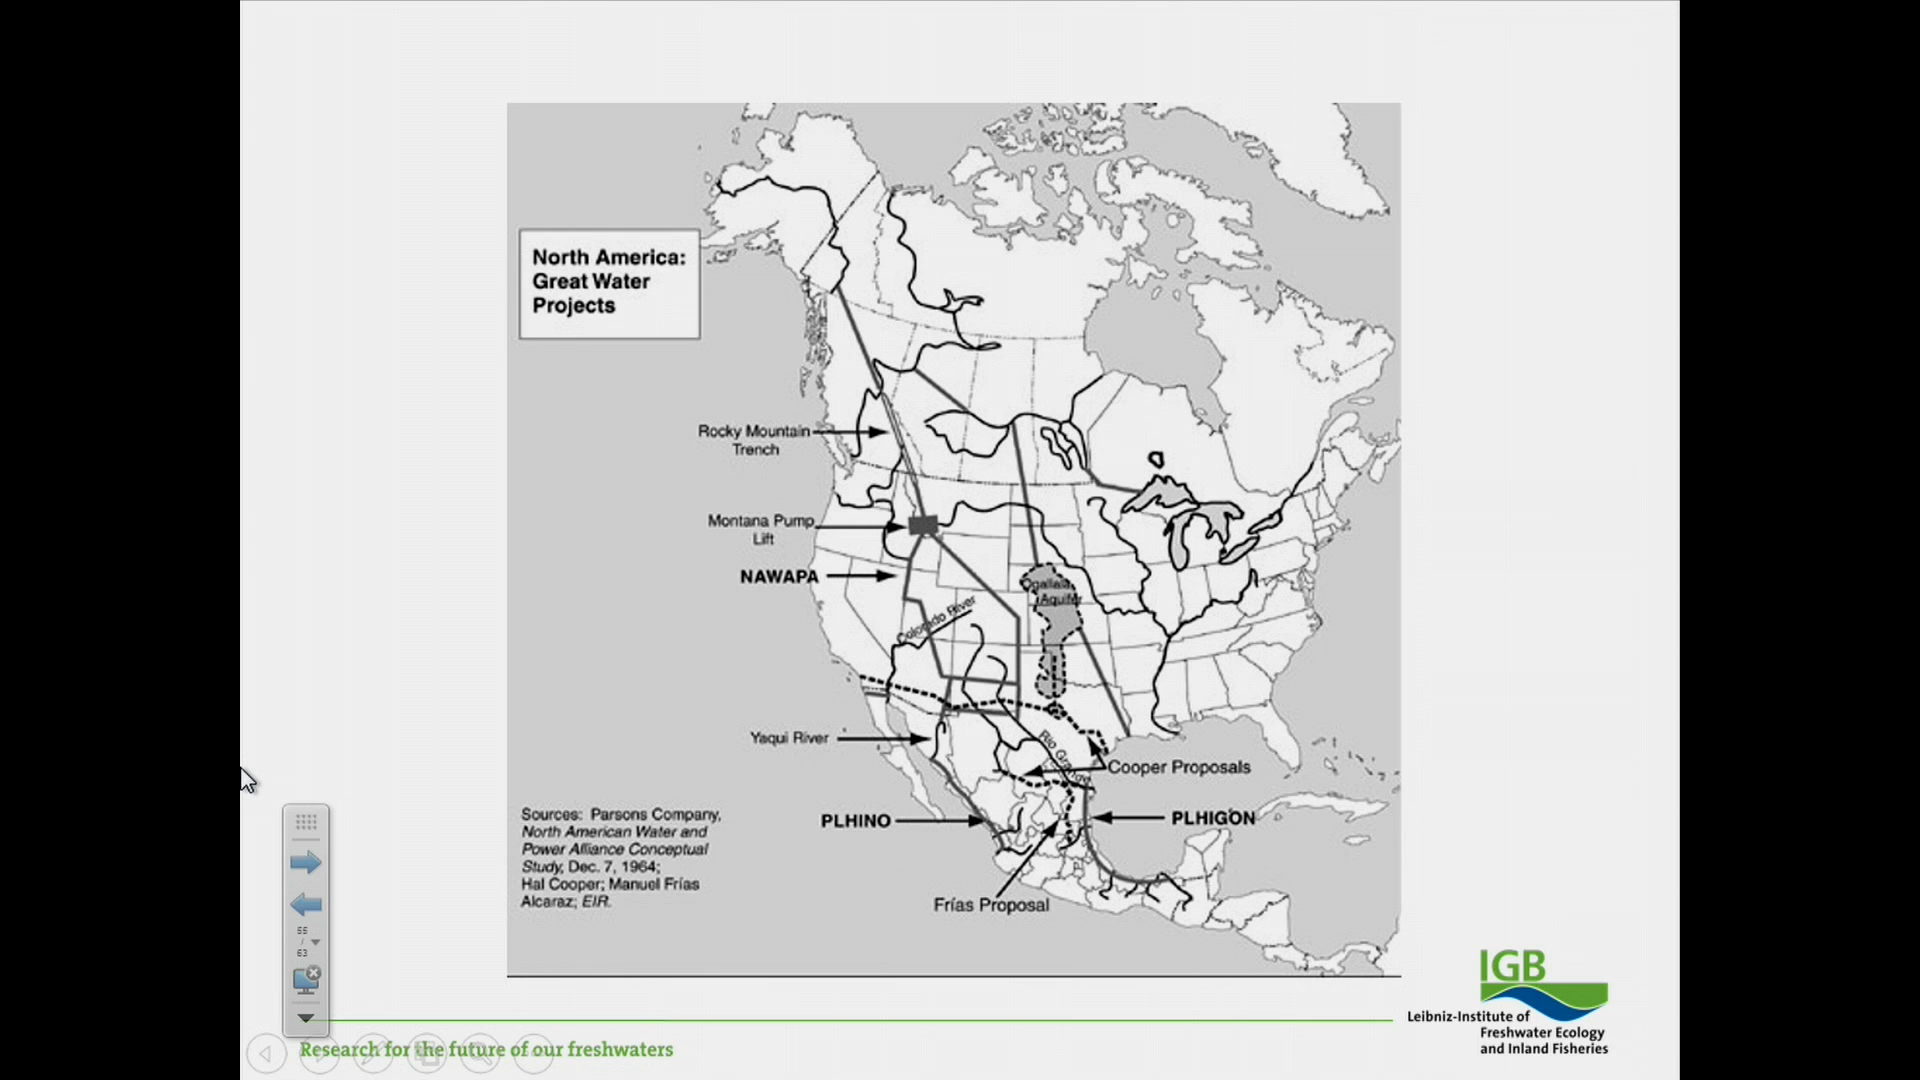 North America:
Great Water
Projects
Rocky Mountain
Trench
Montana Pump
Lift
NAWAPA
Ogallala
Aquifer
Colorado River
Yaqui River
Rio Grande
Cooper Proposals
PLHINO
PLHIGON
Frías Proposal
Sources: Parsons Company,
North American Water and
Power Alliance Conceptual
Study, Dec. 7, 1964;
Hal Cooper; Manuel Frías
Alcaraz; EIR.
55
/
63
IGB
Leibniz-Institute of
Freshwater Ecology
and Inland Fisheries
Research for the future of our freshwaters